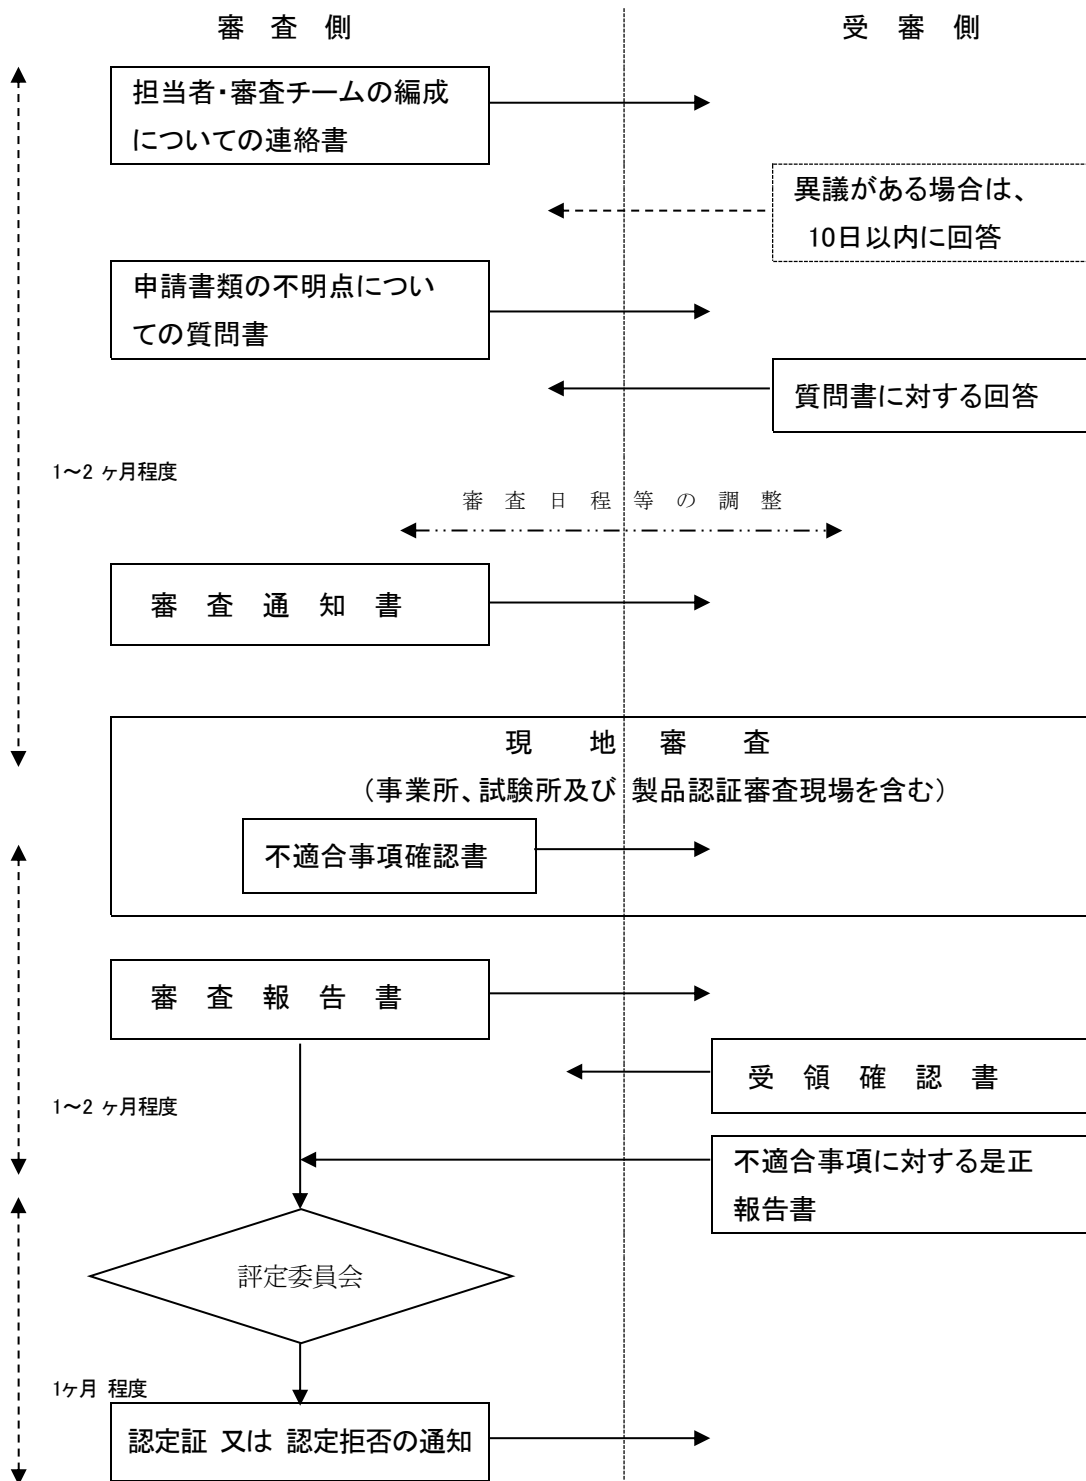 審 査 側
受 審 側
担当者・審査チームの編成
についての連絡書
異議がある場合は、
10日以内に回答
申請書類の不明点につい
ての質問書
質問書に対する回答
1～2 ヶ月程度
審 査 日 程 等 の 調 整
審 査 通 知 書
現 地 審 査
（事業所、試験所及び 製品認証審査現場を含む）
不適合事項確認書
審 査 報 告 書
受 領 確 認 書
1～2 ヶ月程度
不適合事項に対する是正
報告書
評定委員会
1ヶ月 程度
認定証 又は 認定拒否の通知